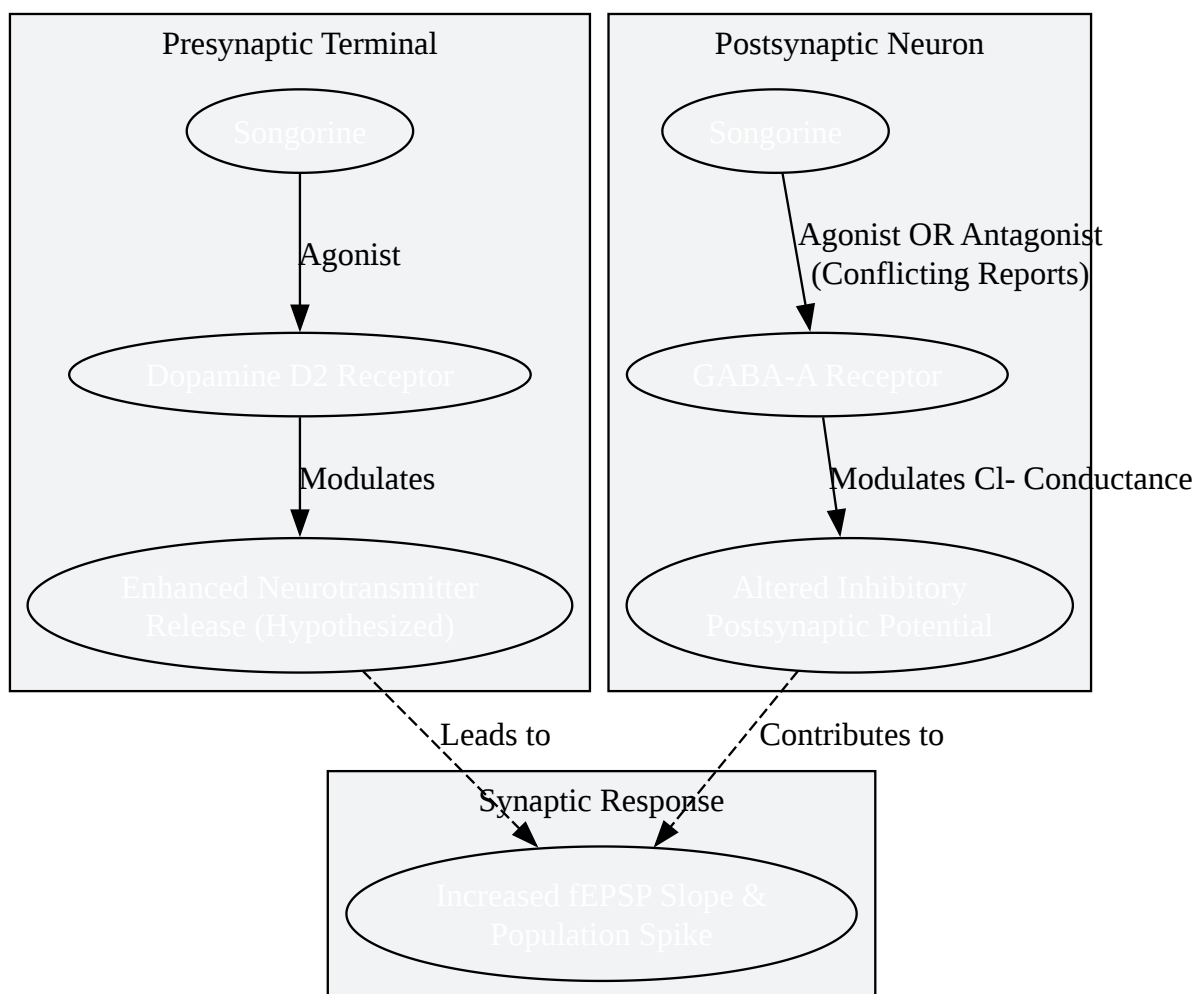 Presynaptic Terminal
Songorine
Agonist
Dopamine D2 Receptor
Modulates
Enhanced Neurotransmitter
Release (Hypothesized)
Postsynaptic Neuron
Songorine
Agonist OR Antagonist
(Conflicting Reports)
GABA-A Receptor
Modulates Cl- Conductance
Altered Inhibitory
Postsynaptic Potential
Leads to
Contributes to
Synaptic Response
Increased fEPSP Slope &
Population Spike